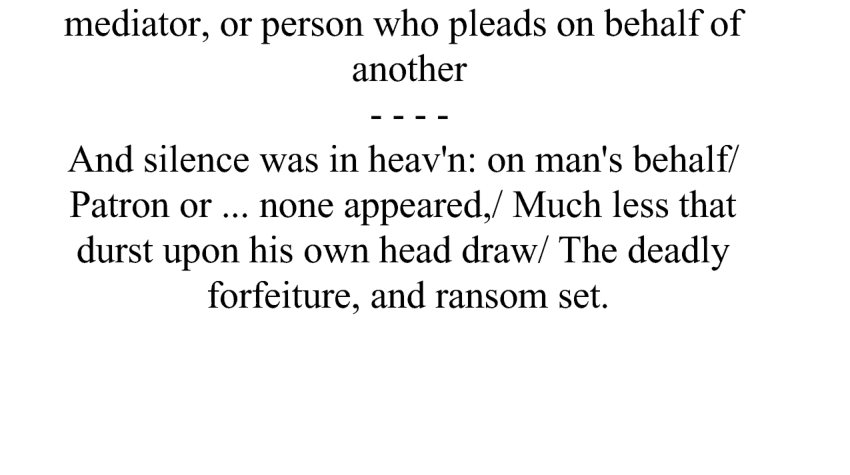 mediator, or person who pleads on behalf of
another
- - - -
And silence was in heav'n: on man's behalf/
Patron or ... none appeared,/ Much less that
durst upon his own head draw/ The deadly
forfeiture, and ransom set.